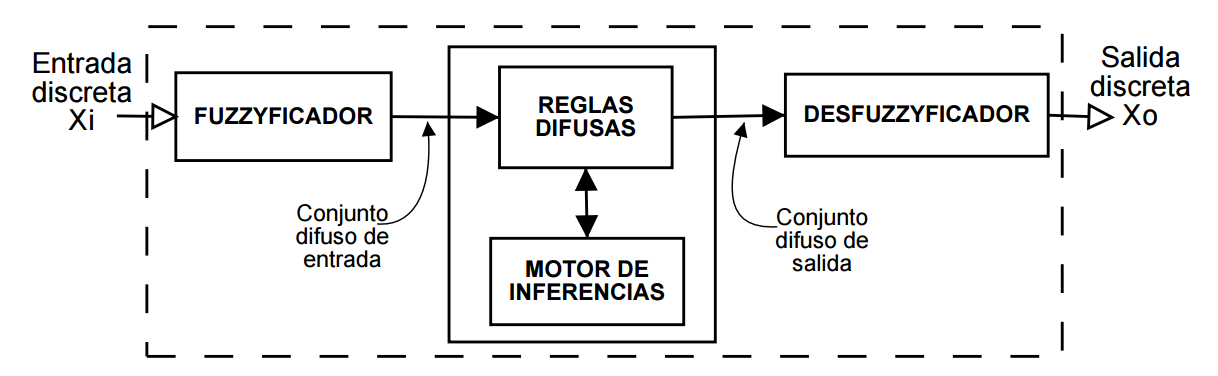 Entrada
discreta
Xi
FUZZYFICADOR
Conjunto
difuso de
entrada
REGLAS
DIFUSAS
MOTOR DE
INFERENCIAS
Conjunto
difuso de
salida
DESFUZZYFICADOR
Salida
discreta
Xo